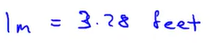 1m = 3.28 feet